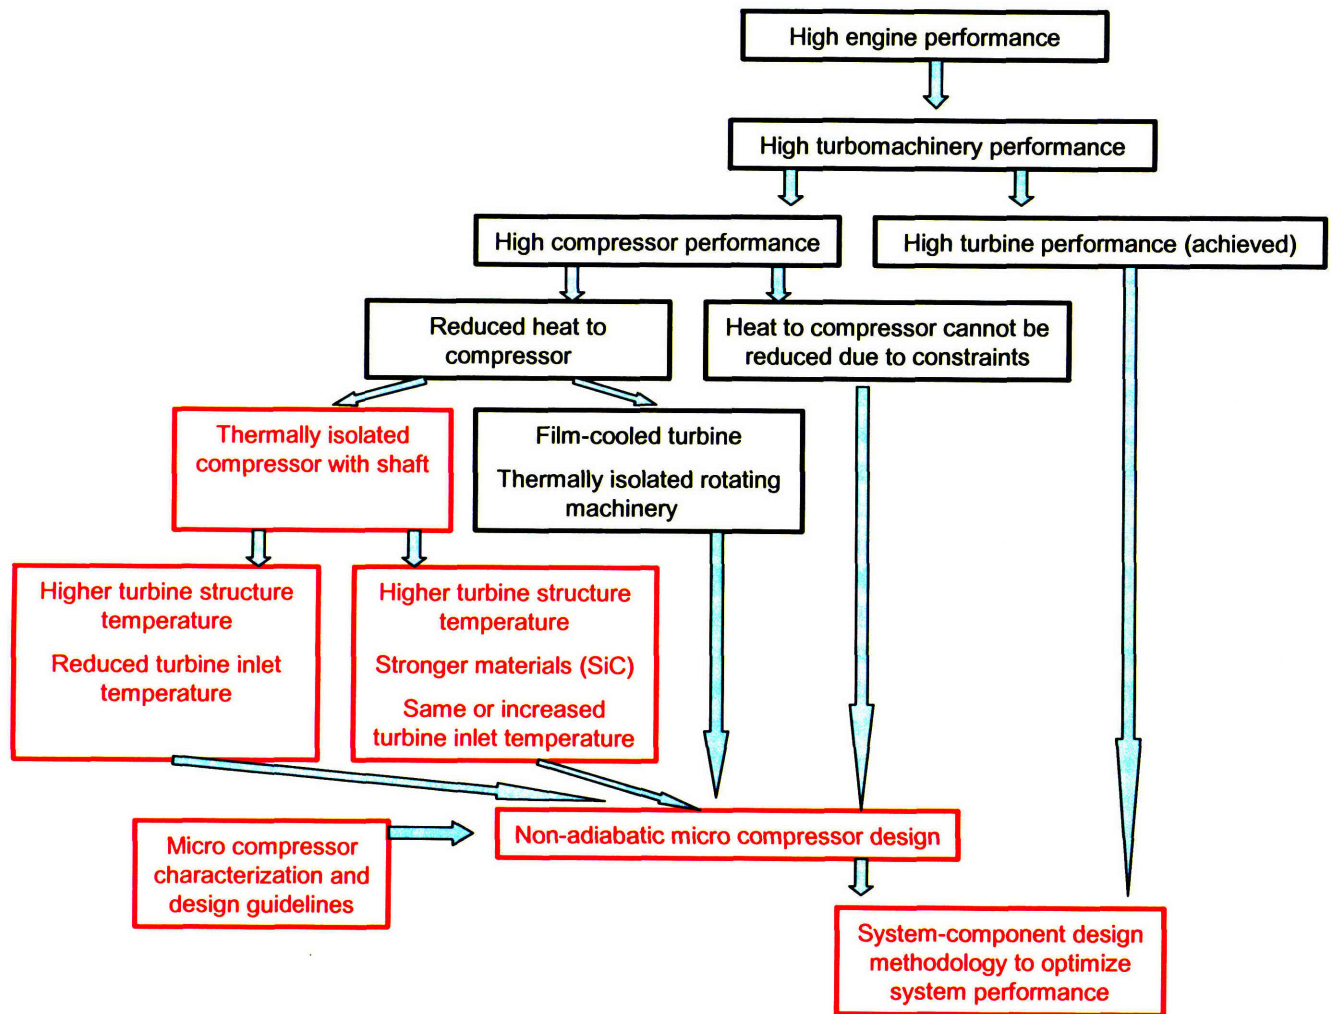 High engine performance
High turbomachinery performance
High compressor performance
High turbine performance (achieved)
Reduced heat to
compressor
Heat to compressor cannot be
reduced due to constraints
Thermally isolated
compressor with shaft
Film-cooled turbine
Thermally isolated rotating
machinery
Higher turbine structure
temperature
Reduced turbine inlet
temperature
Higher turbine structure
temperature
Stronger materials (SiC)
Same or increased
turbine inlet temperature
Non-adiabatic micro compressor design
Micro compressor
characterization and
design guidelines
System-component design
methodology to optimize
system performance